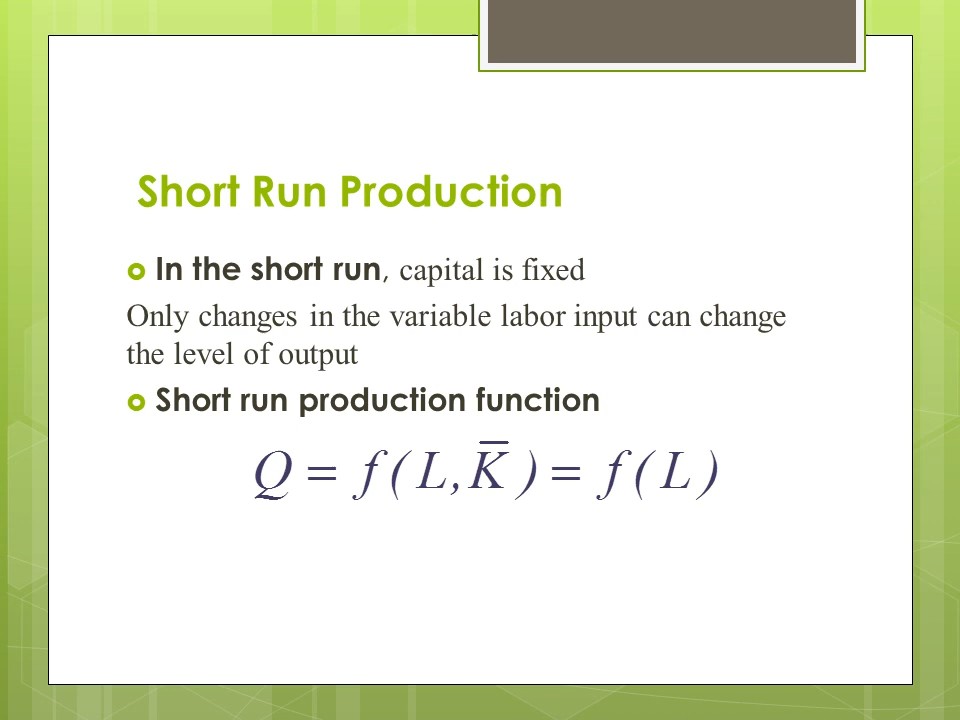 Short Run Production
In the short run, capital is fixed
Only changes in the variable labor input can change
the level of output
Short run production function
Q = f ( L , K̅ ) = f ( L )